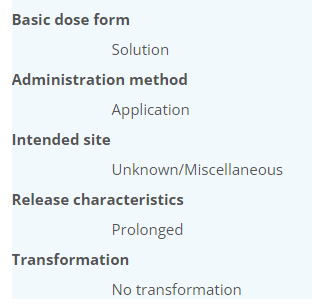 Basic dose form
Solution
Administration method
Application
Intended site
Unknown/Miscellaneous
Release characteristics
Prolonged
Transformation
No transformation